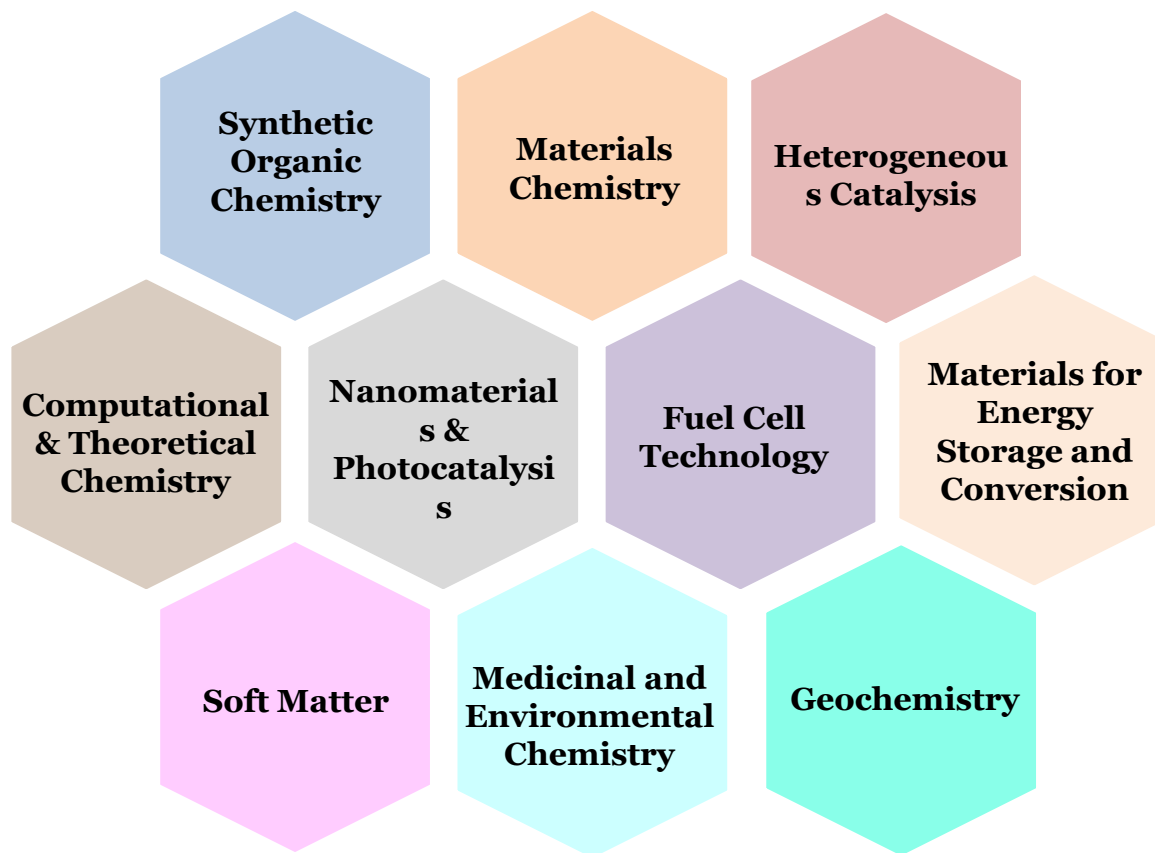 Synthetic
Organic
Chemistry
Materials
Chemistry
Heterogeneou
s Catalysis
Computational
& Theoretical
Chemistry
Nanomaterial
s &
Photocatalysi
s
Fuel Cell
Technology
Materials for
Energy
Storage and
Conversion
Soft Matter
Medicinal and
Environmental
Chemistry
Geochemistry